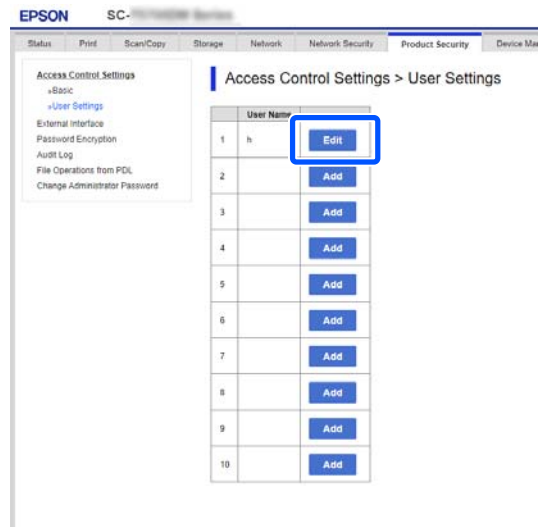 EPSON SC-
Status Print Scan/Copy Storage Network Network Security Product Security Device Ma
Access Control Settings
»Basic
»User Settings
External Interface
Password Encryption
Audit Log
File Operations from PDL
Change Administrator Password
Access Control Settings > User Settings
User Name
1 h Edit
2 Add
3 Add
4 Add
5 Add
6 Add
7 Add
8 Add
9 Add
10 Add